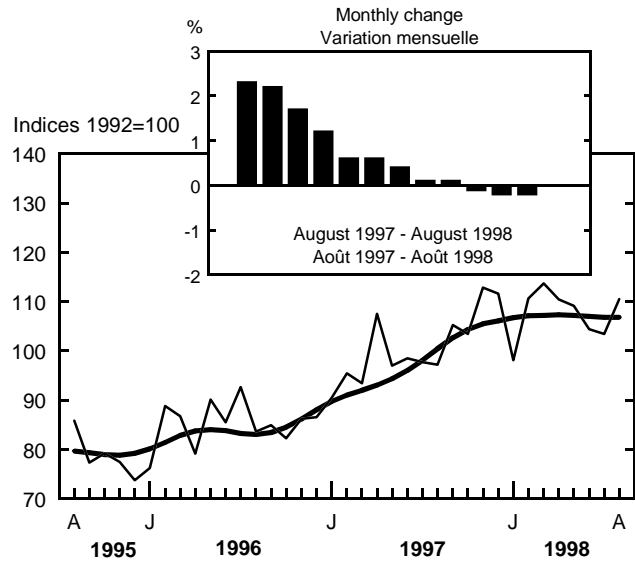 Monthly change
Variation mensuelle
%
3
2
1
0
-1
-2
August 1997 - August 1998
Août 1997 - Août 1998
Indices 1992=100
140
130
120
110
100
90
80
70
A J J J A
1995 1996 1997 1998